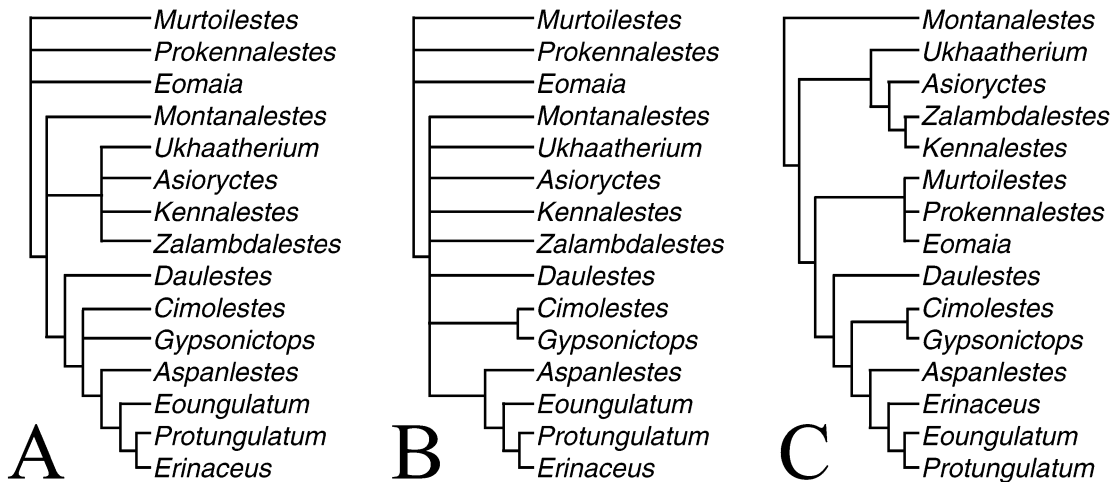 Murtoilestes
Prokennalestes
Eomaia
Montanalestes
Ukhaatherium
Asioryctes
Kennalestes
Zalambdalestes
Daulestes
Cimolestes
Gypsonictops
Aspanlestes
Eoungulatum
Protungulatum
Erinaceus
A
Murtoilestes
Prokennalestes
Eomaia
Montanalestes
Ukhaatherium
Asioryctes
Kennalestes
Zalambdalestes
Daulestes
Cimolestes
Gypsonictops
Aspanlestes
Eoungulatum
Protungulatum
Erinaceus
B
Montanalestes
Ukhaatherium
Asioryctes
Zalambdalestes
Kennalestes
Murtoilestes
Prokennalestes
Eomaia
Daulestes
Cimolestes
Gypsonictops
Aspanlestes
Erinaceus
Eoungulatum
Protungulatum
C